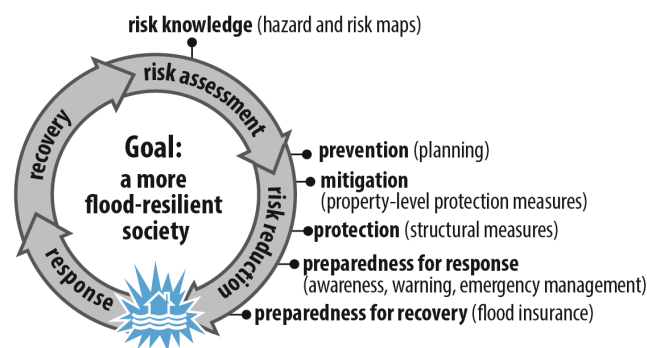 risk knowledge (hazard and risk maps)
risk assessment
recovery
Goal:
a more
flood-resilient
society
prevention (planning)
mitigation
(property-level protection measures)
risk reduction
protection (structural measures)
preparedness for response
(awareness, warning, emergency management)
response
preparedness for recovery (flood insurance)